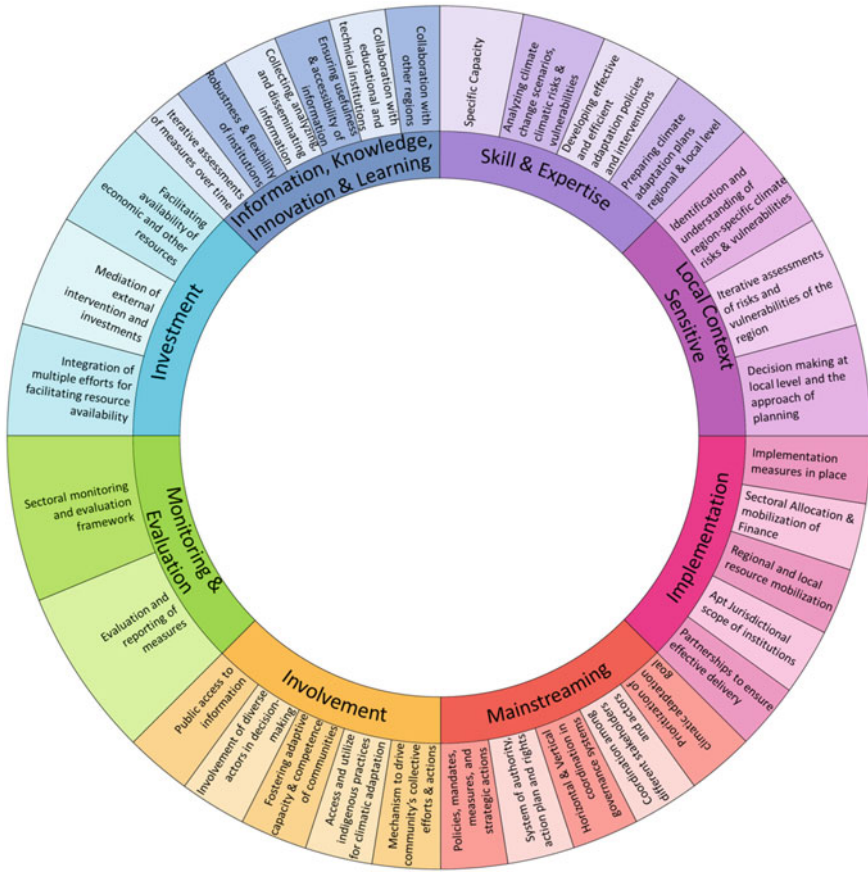 Skill & Expertise
Specific Capacity
Analyzing climate
change scenarios,
climatic risks &
vulnerabilities
Developing effective
and efficient
adaptation policies
and interventions
Preparing climate
adaptation plans
regional & local level
Local Context
Sensitive
Identification and
understanding of
region-specific climate
risks & vulnerabilities
Iterative assessments
of risks and
vulnerabilities of the
region
Decision making at
local level and the
approach of
planning
Implementation
Implementation
measures in place
Sectoral Allocation &
mobilization of
Finance
Regional and local
resource mobilization
Apt Jurisdictional
scope of institutions
Partnerships to ensure
effective delivery
Mainstreaming
Prioritization of
climatic adaptation
goal
Coordination among
different stakeholders
and actors
Horizontal & Vertical
coordination in
governance systems
System of authority,
action plan and rights
Policies, mandates,
measures, and
strategic actions
Involvement
Mechanism to drive
community's collective
efforts & actions
Access and utilize
indigenous practices
for climatic adaptation
Fostering adaptive
capacity & competence
of communities
Involvement of diverse
actors in decision-
making
Public access to
information
Monitoring &
Evaluation
Evaluation and
reporting of
measures
Sectoral monitoring
and evaluation
framework
Investment
Integration of
multiple efforts for
facilitating resource
availability
Mediation of
external
intervention and
investments
Facilitating
availability of
economic and other
resources
Information, Knowledge,
Innovation & Learning
Iterative assessments
of measures over time
Robustness & flexibility
of institutions
Collecting, analyzing,
and disseminating
information
Ensuring usefulness
& accessibility of
information
Collaboration with
educational and
technical institutions
Collaboration with
other regions